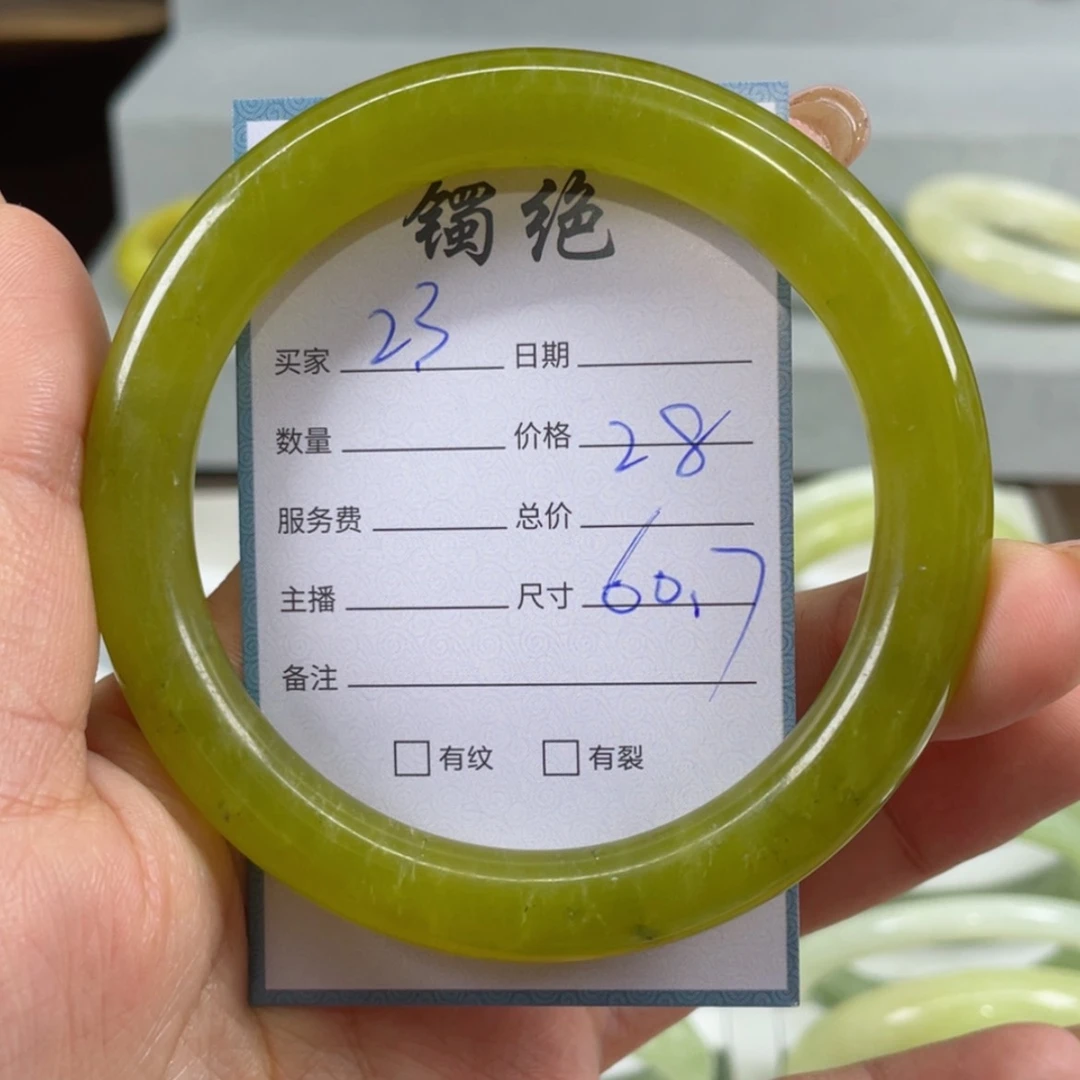 镯绝
买家 23 日期
数量 价格 28
服务费 总价
主播 尺寸 60.7
备注
□有纹 □有裂